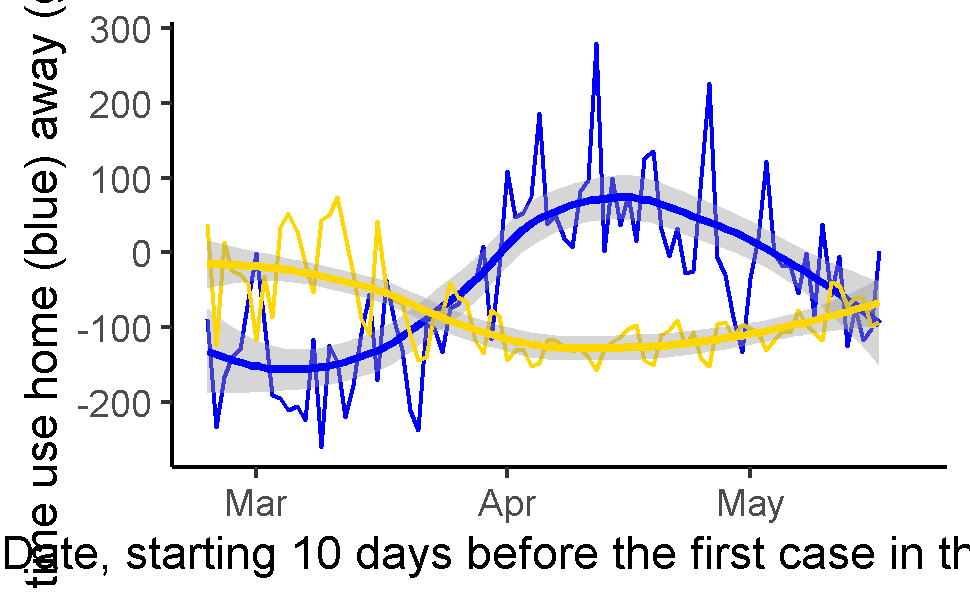 time use home (blue) away (
300
200
100
0
-100
-200
Mar Apr May
Date, starting 10 days before the first case in th